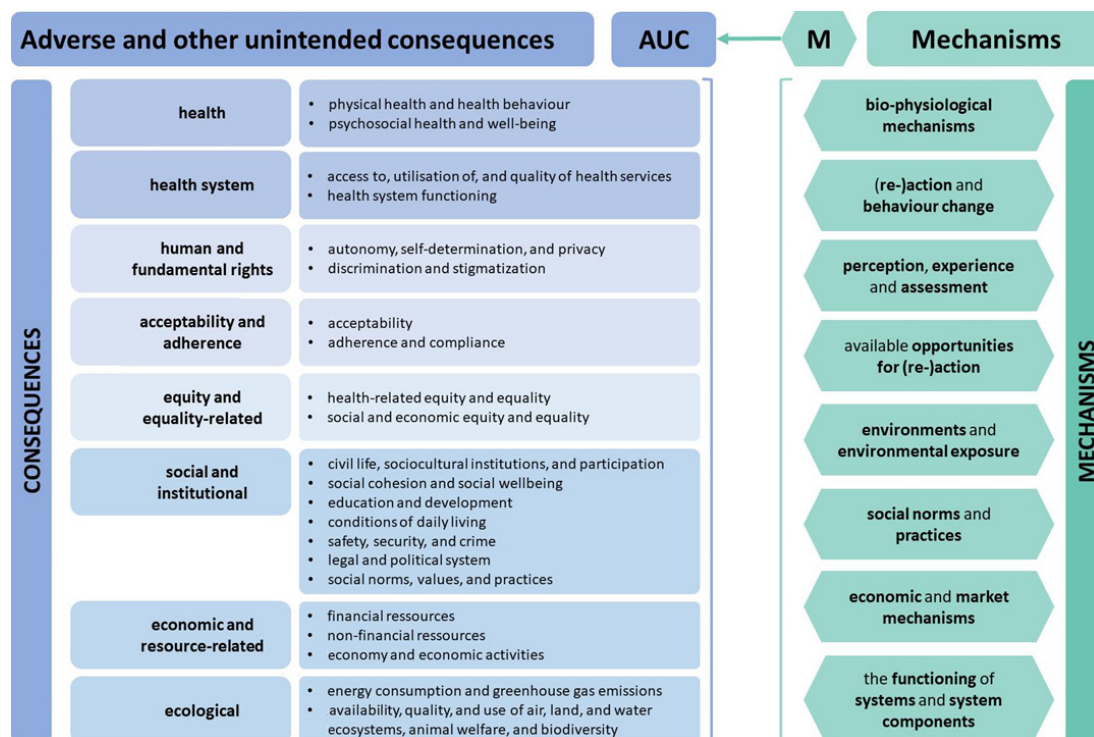 Adverse and other unintended consequences
AUC
M
Mechanisms
CONSEQUENCES
health
• physical health and health behaviour
• psychosocial health and well-being
health system
• access to, utilisation of, and quality of health services
• health system functioning
human and
fundamental rights
• autonomy, self-determination, and privacy
• discrimination and stigmatization
acceptability and
adherence
• acceptability
• adherence and compliance
equity and
equality-related
• health-related equity and equality
• social and economic equity and equality
social and
institutional
• civil life, sociocultural institutions, and participation
• social cohesion and social wellbeing
• education and development
• conditions of daily living
• safety, security, and crime
• legal and political system
• social norms, values, and practices
economic and
resource-related
• financial ressources
• non-financial ressources
• economy and economic activities
ecological
• energy consumption and greenhouse gas emissions
• availability, quality, and use of air, land, and water
ecosystems, animal welfare, and biodiversity
bio-physiological
mechanisms
(re-)action and
behaviour change
perception, experience
and assessment
available opportunities
for (re-)action
environments and
environmental exposure
social norms and
practices
economic and market
mechanisms
the functioning of
systems and system
components
MECHANISMS